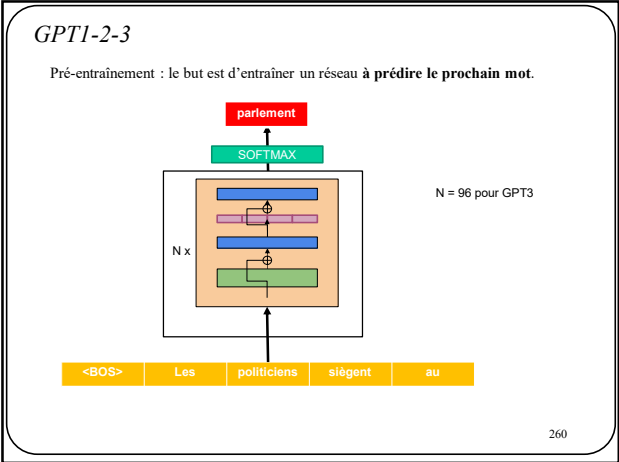 GPT1-2-3
Pré-entraînement : le but est d'entraîner un réseau à prédire le prochain mot.
parlement
SOFTMAX
N = 96 pour GPT3
N x
<BOS> Les politiciens siègent au
260